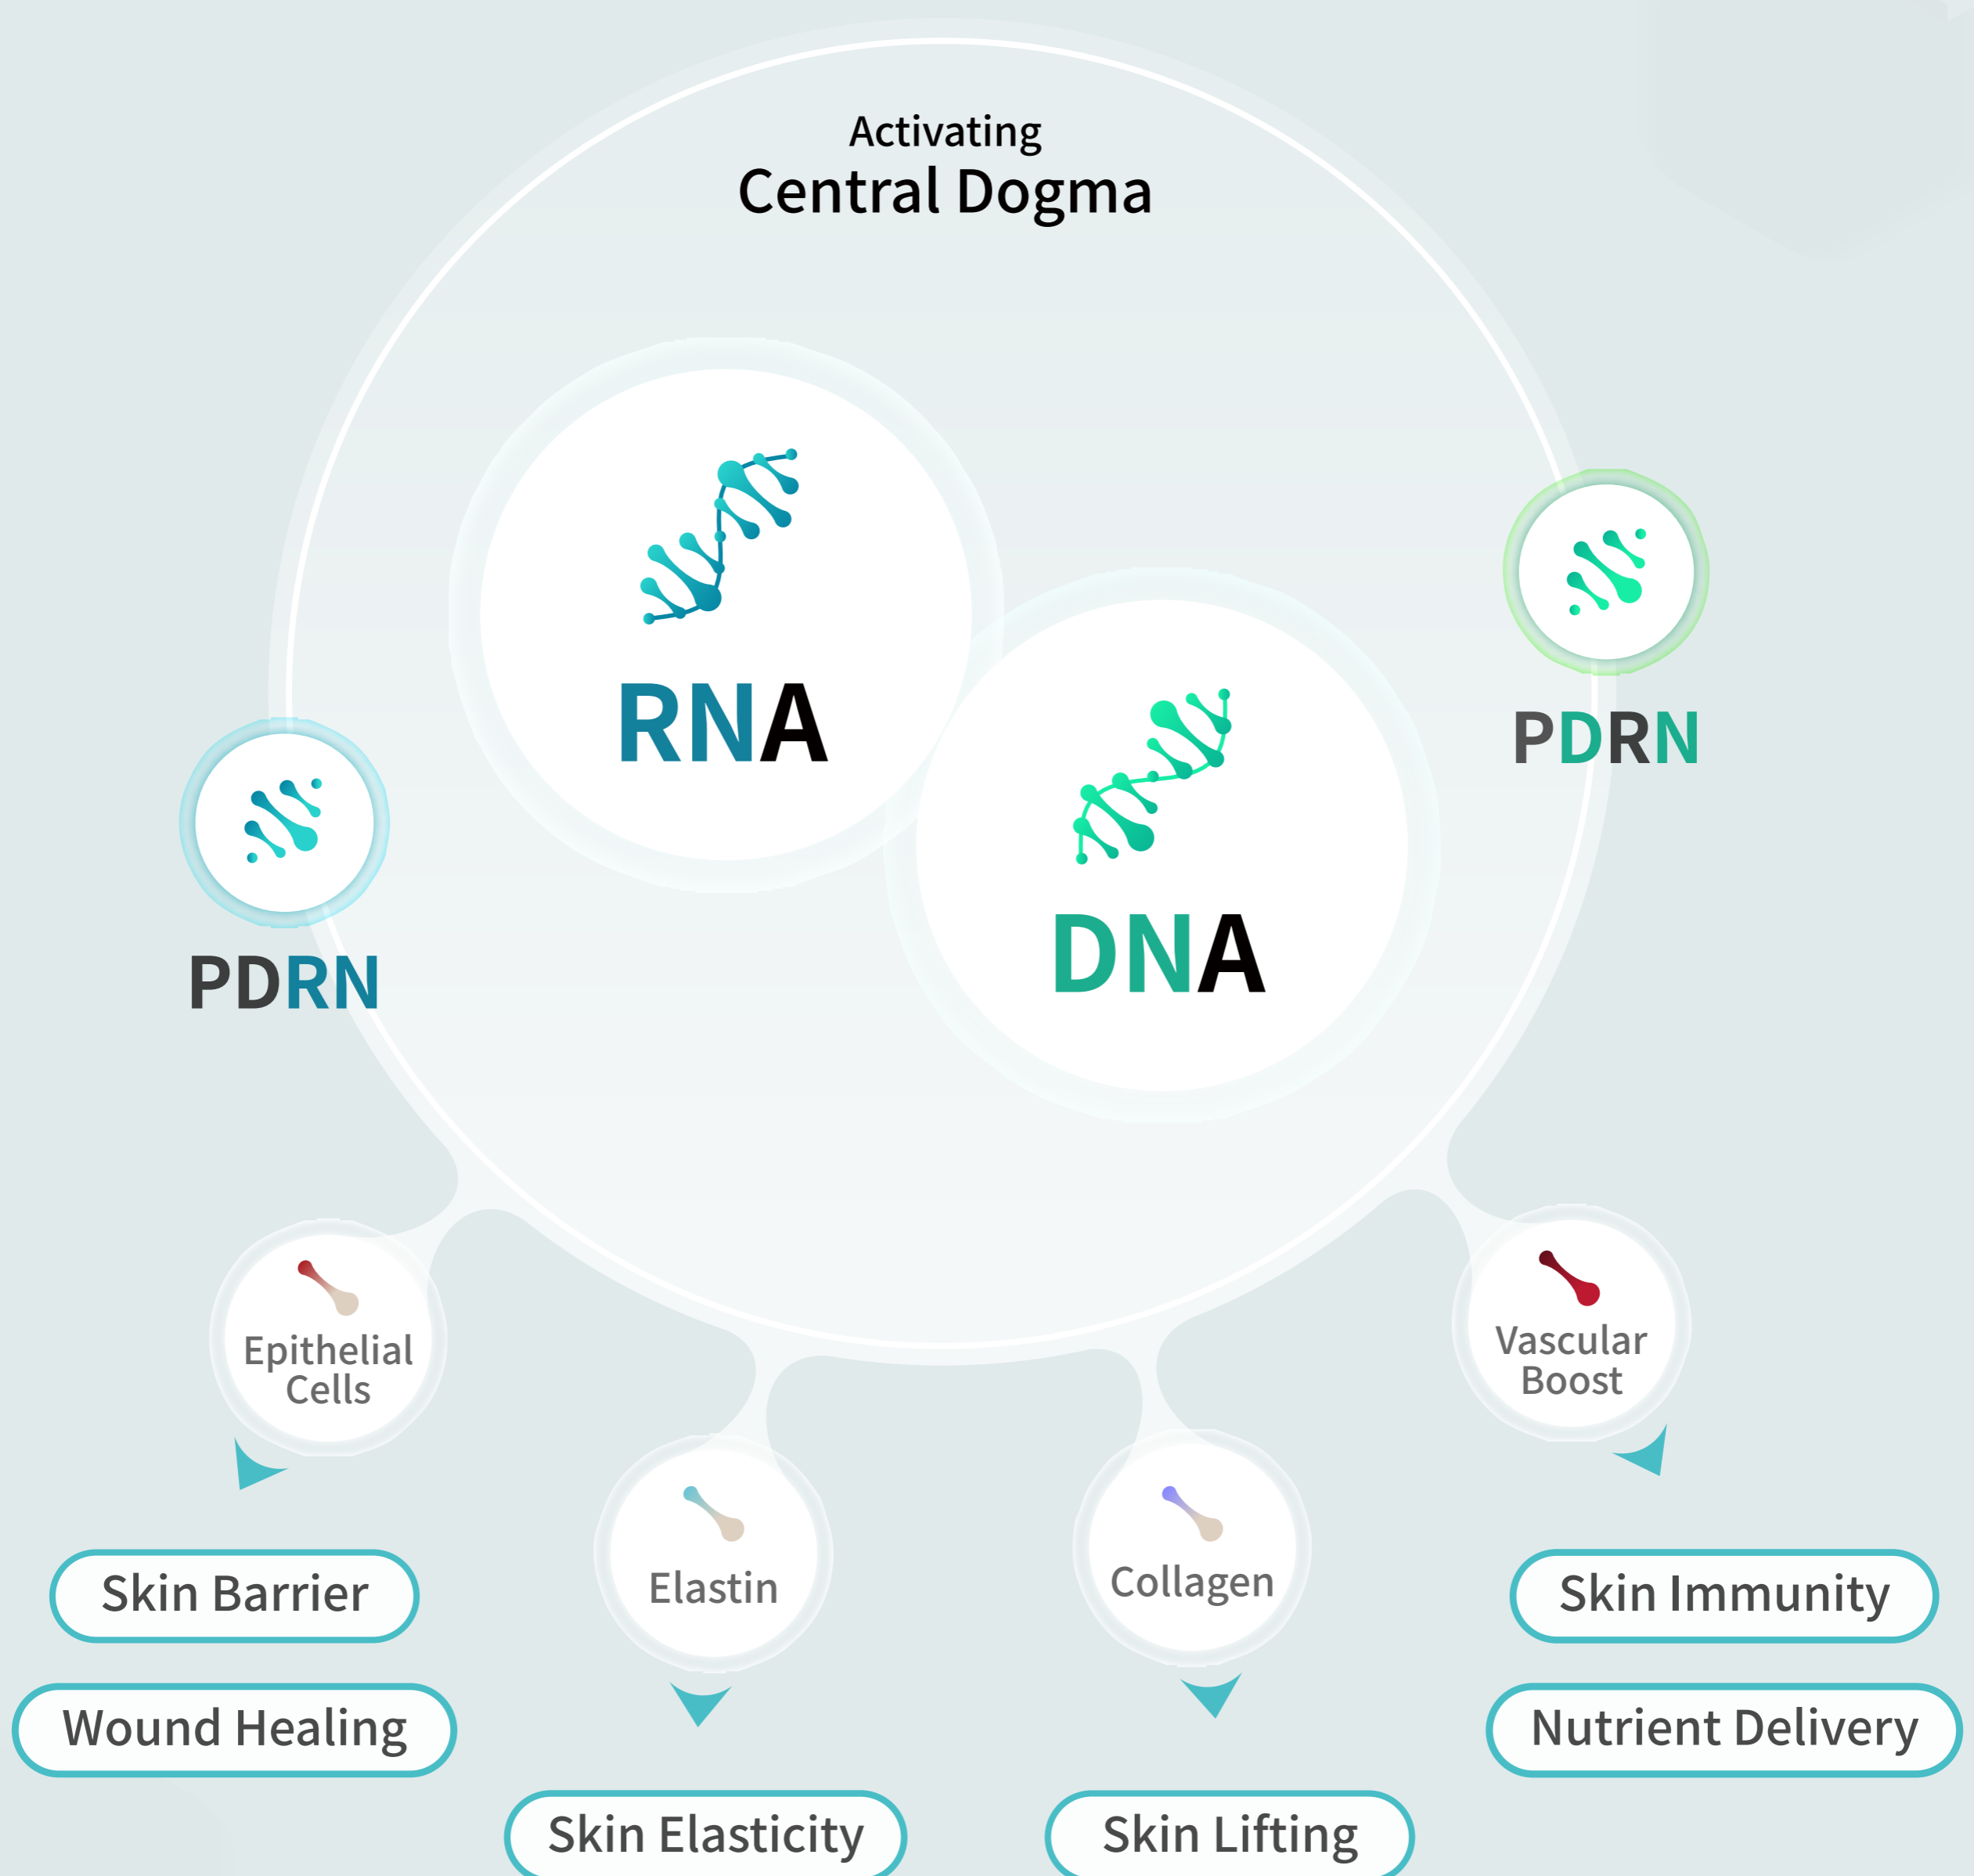 Activating
Central Dogma
RNA
DNA
PDRN
PDRN
Epithelial
Cells
Elastin
Collagen
Vascular
Boost
Skin Barrier
Wound Healing
Skin Elasticity
Skin Lifting
Skin Immunity
Nutrient Delivery